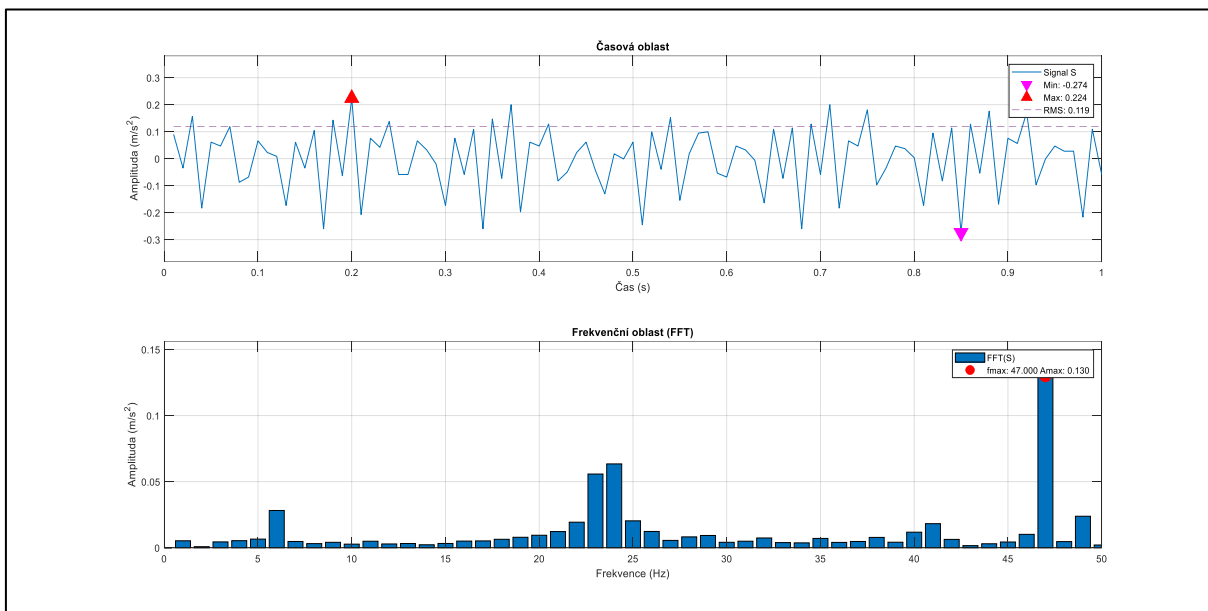 Časová oblast
Amplituda (m/s²)
0.3
0.2
0.1
0
-0.1
-0.2
-0.3
Signal S
Min: -0.274
Max: 0.224
RMS: 0.119
0 0.1 0.2 0.3 0.4 0.5 0.6 0.7 0.8 0.9 1
Čas (s)
Frekvenční oblast (FFT)
Amplituda (m/s²)
0.15
0.1
0.05
0
FFT(S)
fmax: 47.000 Amax: 0.130
0 5 10 15 20 25 30 35 40 45 50
Frekvence (Hz)